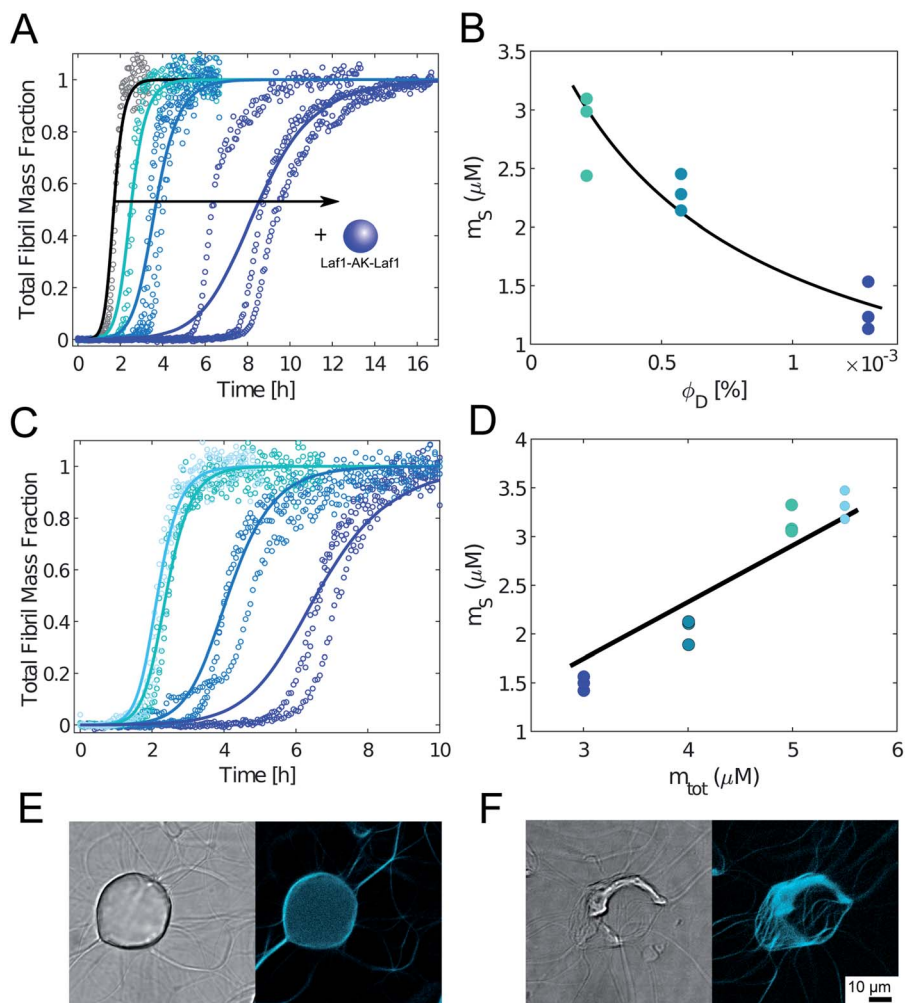 A
Total Fibril Mass Fraction
1
0.8
0.6
0.4
0.2
0
0 2 4 6 8 10 12 14 16
Time [h]
+
Laf1-AK-Laf1
B
m_S (μM)
3.5
3
2.5
2
1.5
1
0 0.5 1 ×10⁻³
ϕ_D [%]
C
Total Fibril Mass Fraction
1
0.8
0.6
0.4
0.2
0
0 2 4 6 8 10
Time [h]
D
m_S (μM)
4
3.5
3
2.5
2
1.5
1
3 4 5 6
m_tot (μM)
E
F
10 μm